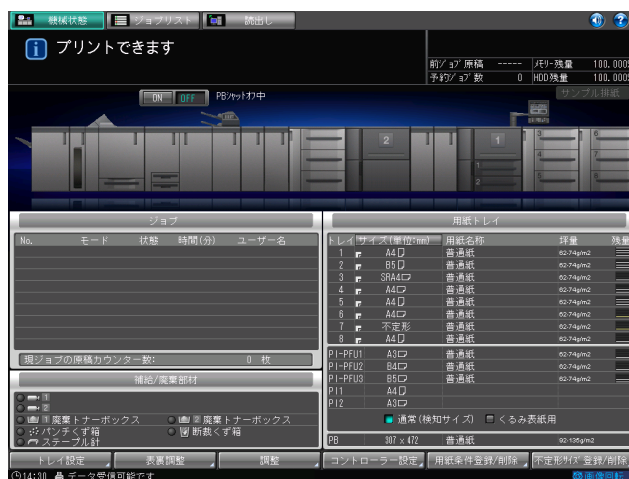 機械状態 ジョブリスト 読出し
プリントできます
前ｼﾞｮﾌﾞ原稿 ----- ﾒﾓﾘｰ残量 100.000
予約ｼﾞｮﾌﾞ数 0 HDD残量 100.000
サンプル排紙
ON OFF PBｼｬｯﾄｵﾌ中
2 1 3 6
4 7
1
2 5 8
ジョブ
No. モード 状態 時間(分) ユーザー名
現ジョブの原稿カウンター数: 0 枚
補給/廃棄部材
1
2
1 廃棄トナーボックス 2 廃棄トナーボックス
パンチくず箱 断裁くず箱
ステープル針
用紙トレイ
トレイ サイズ(単位:mm) 用紙名称 坪量 残量
1 A4 普通紙 62-74g/m2
2 B5 普通紙 62-74g/m2
3 SRA4 普通紙 62-74g/m2
4 A4 普通紙 62-74g/m2
5 A4 普通紙 62-74g/m2
6 A4 普通紙 62-74g/m2
7 不定形 普通紙 62-74g/m2
8 A4 普通紙 62-74g/m2
PI-PFU1 A3 普通紙 62-74g/m2
PI-PFU2 B4 普通紙 62-74g/m2
PI-PFU3 B5 普通紙 62-74g/m2
PI1 A4
PI2 A3
通常(検知サイズ) くるみ表紙用
PB 307 × 472 普通紙 92-135g/m2
トレイ設定 表裏調整 調整 コントローラー設定 用紙条件登録/削除 不定形ｻｲｽﾞ登録/削除
14:30 データ受信可能です 画像回転